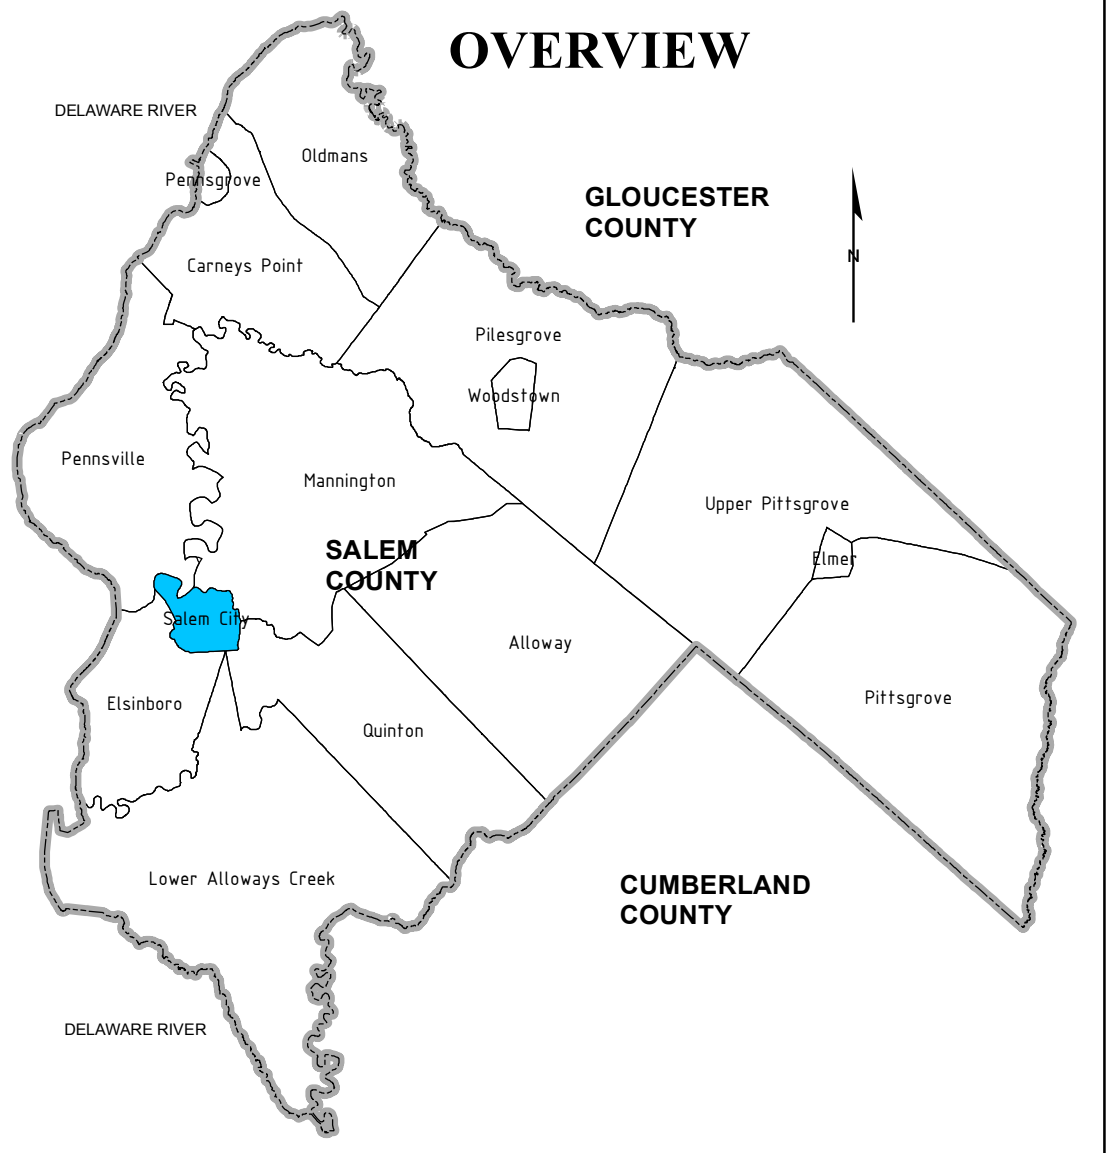 OVERVIEW
DELAWARE RIVER
Oldmans
Pennsgrove
GLOUCESTER
COUNTY
N
Carneys Point
Pilesgrove
Woodstown
Pennsville
Mannington
Upper Pittsgrove
SALEM
COUNTY
Elmer
Salem City
Alloway
Elsinboro
Pittsgrove
Quinton
Lower Alloways Creek
CUMBERLAND
COUNTY
DELAWARE RIVER